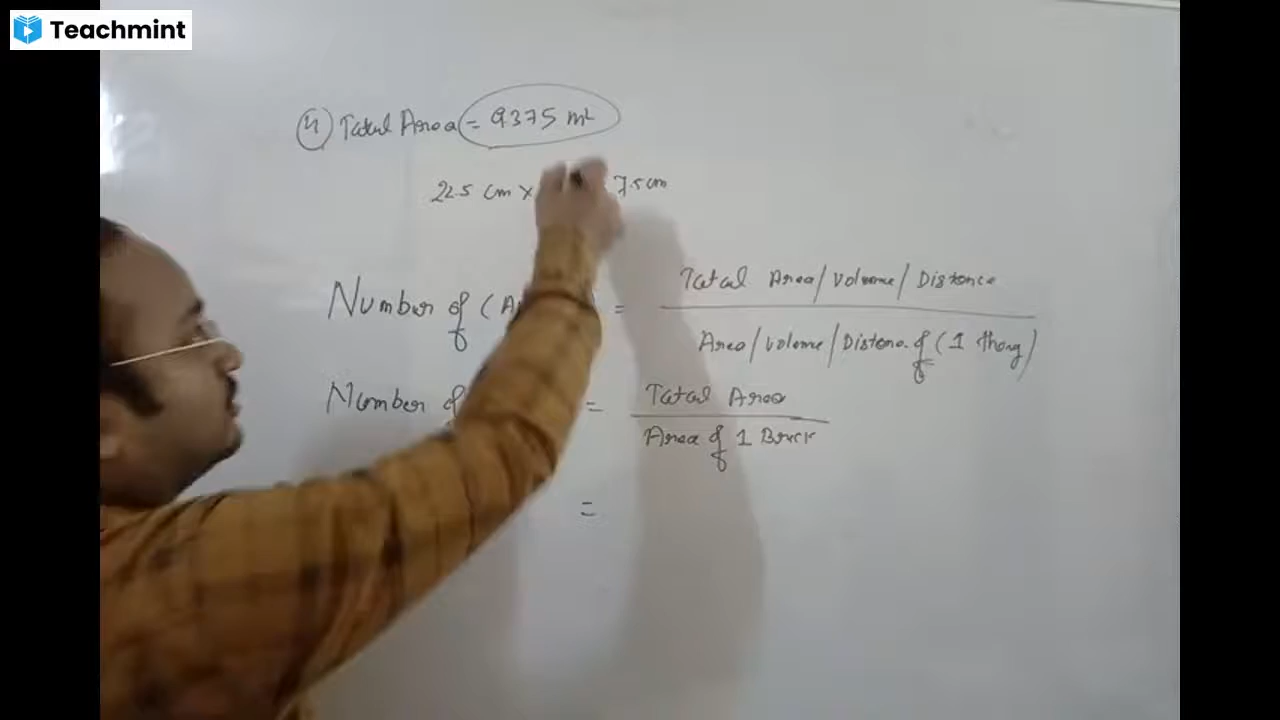 Teachmint
4 Total Area = 9375 m²
22.5 cm × 7.5 cm
Number of ( =
Total Area/Volume/Distance
Area/Volume/Distance of (1 thing)
Number of =
Total Area
Area of 1 Brick
=